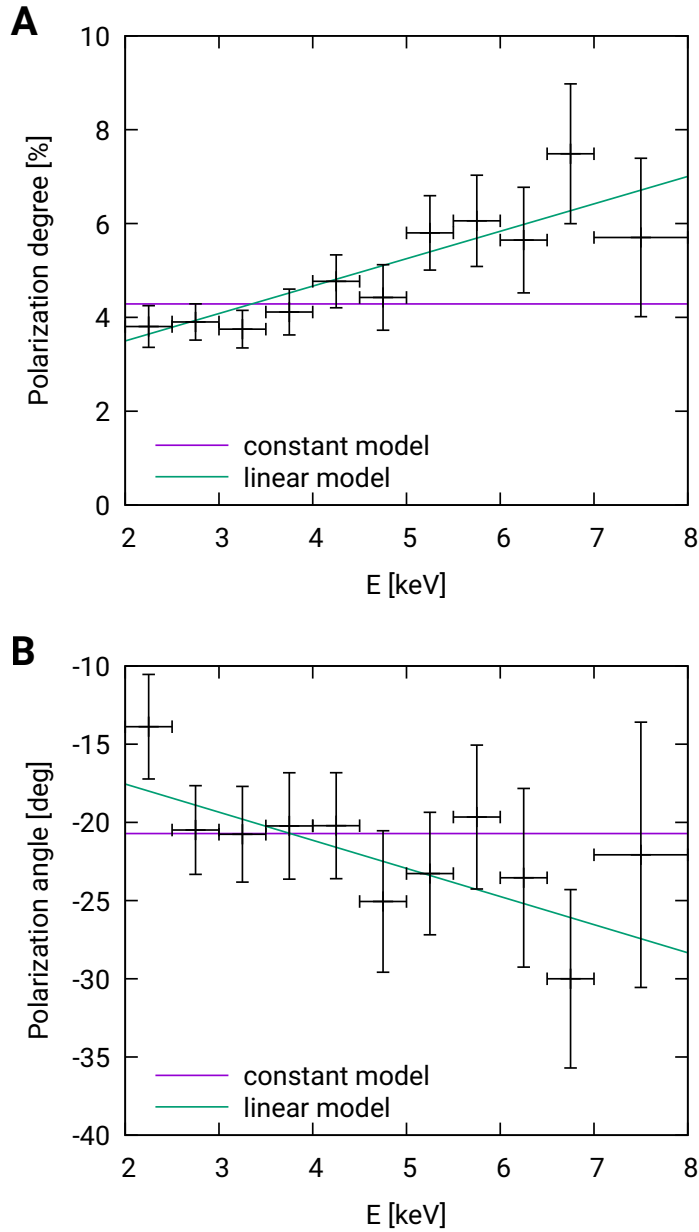 A
Polarization degree [%]
10
8
6
4
2
0
constant model
linear model
2 3 4 5 6 7 8
E [keV]
B
Polarization angle [deg]
-10
-15
-20
-25
-30
-35
-40
constant model
linear model
2 3 4 5 6 7 8
E [keV]